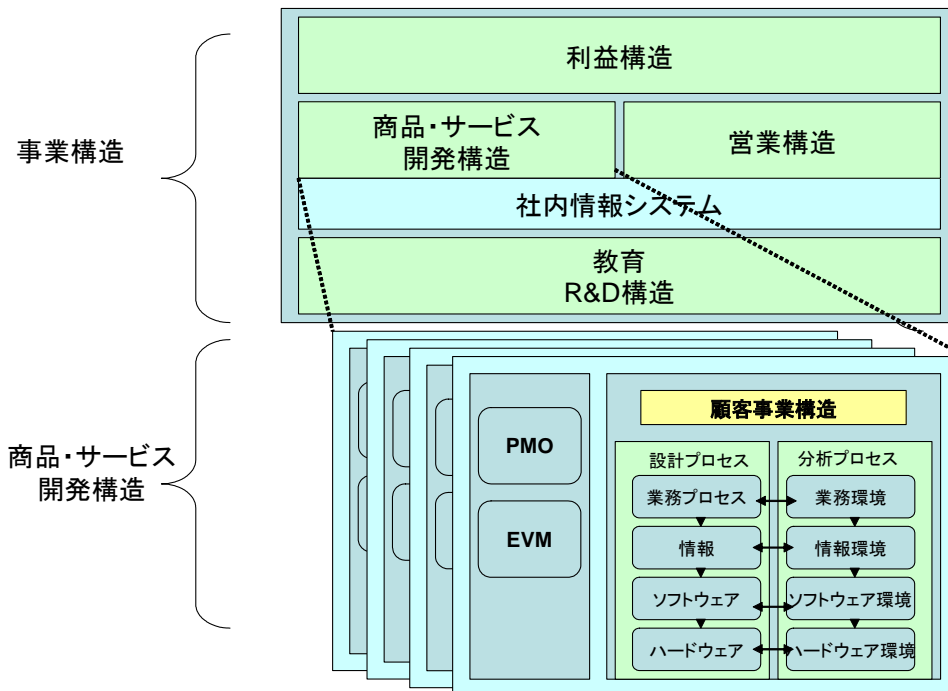 利益構造
事業構造
商品・サービス
開発構造
営業構造
社内情報システム
教育
R&D構造
商品・サービス
開発構造
PMO
EVM
顧客事業構造
設計プロセス
分析プロセス
業務プロセス
業務環境
情報
情報環境
ソフトウェア
ソフトウェア環境
ハードウェア
ハードウェア環境